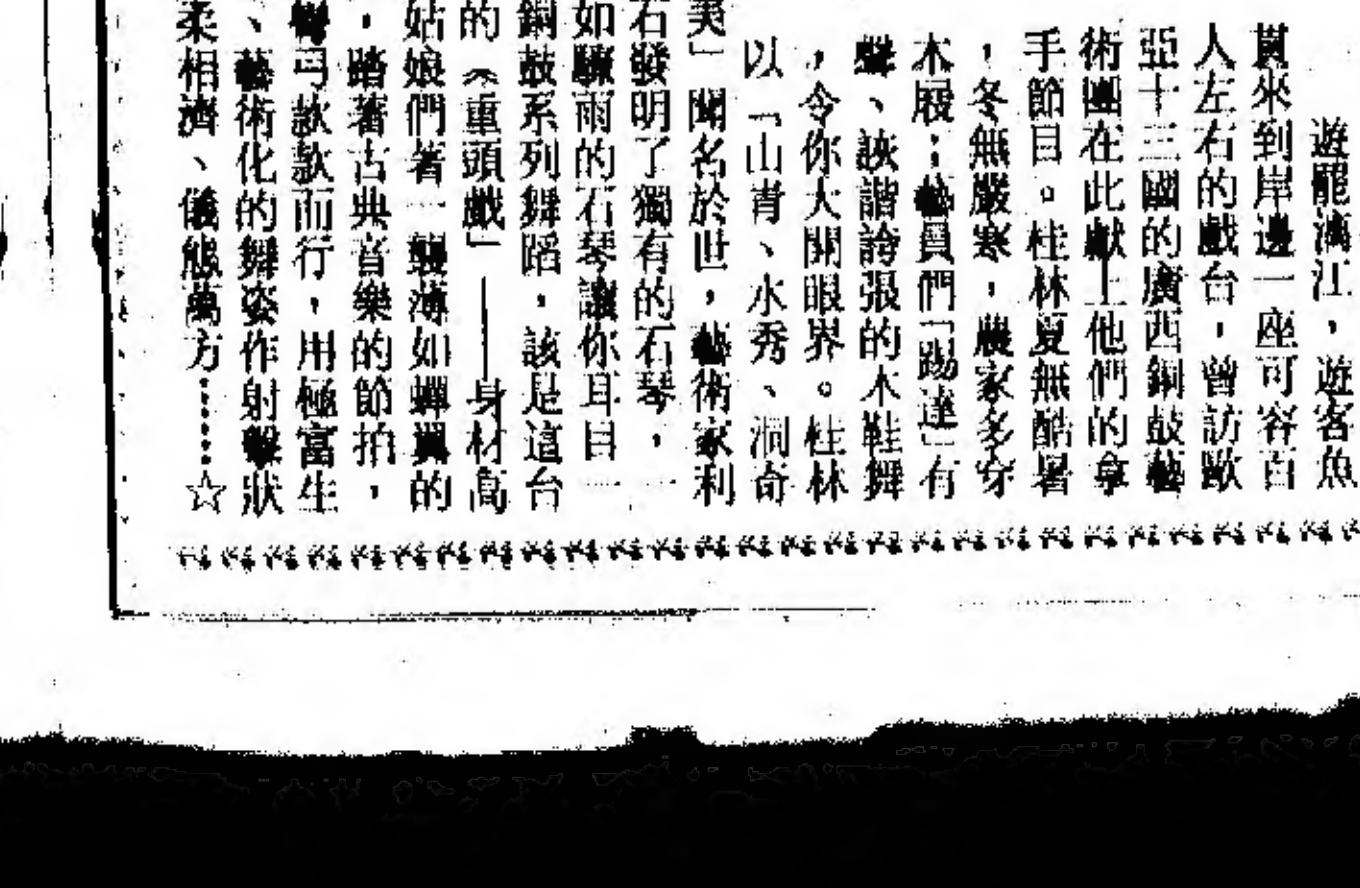 遊罷漓江，遊客魚
貫來到岸邊一座可容百
人左右的戲台，曾訪歐
亞十三國的廣西銅鼓藝
術團在此獻上他們的拿
手節目。桂林夏無酷暑
，冬無嚴寒，農家多穿
木屐；藝員們「踢達」有
聲、詼諧誇張的木鞋舞
，令你大開眼界。桂林
以「山青、水秀、洞奇
美」聞名於世，藝術家利
石發明了獨有的石琴，
如驟雨的石琴讓你耳目一
銅鼓系列舞蹈，該是這台
的《重頭戲」——身材高
姑娘們著一襲薄如蟬翼的
，踏著古典音樂的節拍，
彎弓款款而行，用極富生
、藝術化的舞姿作射擊狀
柔相濟、儀態萬方……☆